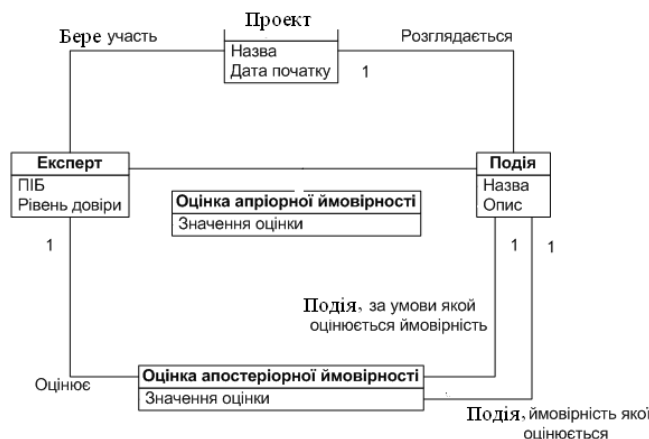 Проект
Бере участь
Розглядається
Назва
Дата початку
1
Експерт
ПІБ
Рівень довіри
Подія
Назва
Опис
Оцінка апріорної ймовірності
Значення оцінки
1
1
1
Подія, за умови якої
оцінюється ймовірність
Оцінює
Оцінка апостеріорної ймовірності
Значення оцінки
Подія, ймовірність якої
оцінюється